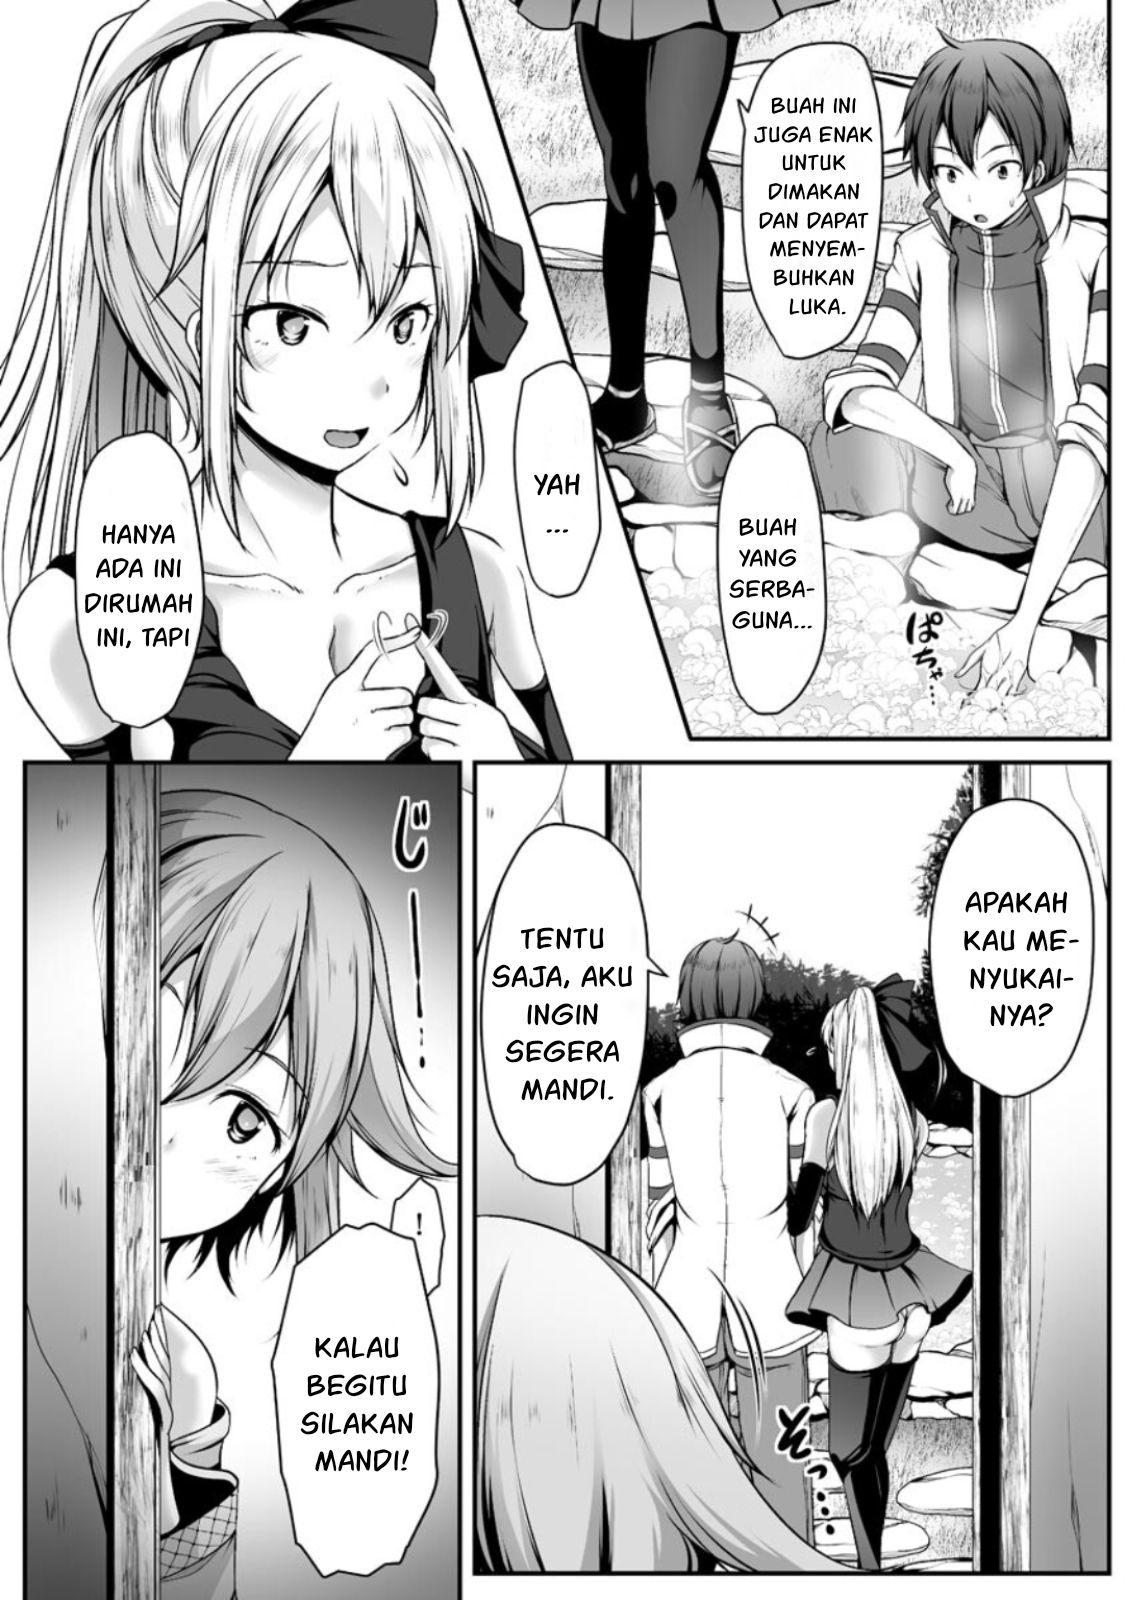 BUAH INI
JUGA ENAK
UNTUK
DIMAKAN
DAN DAPAT
MENYEM-
BUHKAN
LUKA.
BUAH
YANG
SERBA-
GUNA...
ぱちゃ…
YAH
...
HANYA
ADA INI
DIRUMAH
INI, TAPI
APAKAH
KAU ME-
NYUKAI-
NYA?
TENTU
SAJA, AKU
INGIN
SEGERA
MANDI.
そっ…
じー…
!
KALAU
BEGITU
SILAKAN
MANDI!